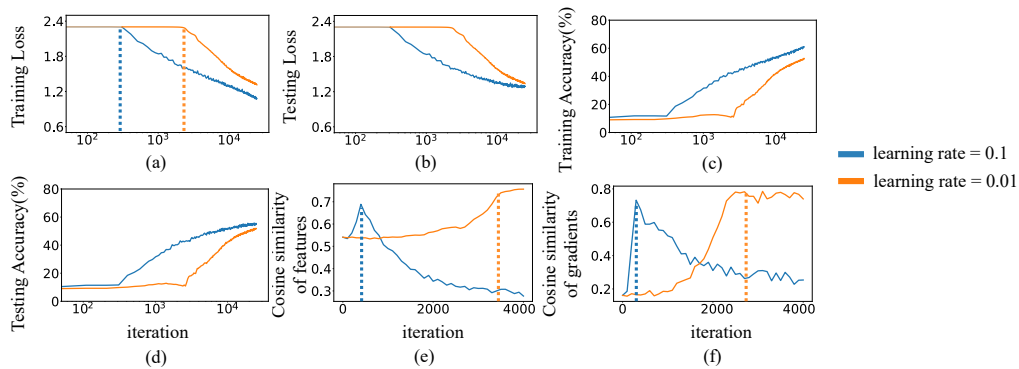 Training Loss
2.4
1.8
1.2
0.6
10²
10³
10⁴
(a)
Testing Loss
2.4
1.8
1.2
0.6
10²
10³
10⁴
(b)
Training Accuracy(%)
80
60
40
20
0
10²
10³
10⁴
(c)
learning rate = 0.1
learning rate = 0.01
Testing Accuracy(%)
80
60
40
20
0
10²
10³
10⁴
iteration
(d)
Cosine similarity
of features
0.7
0.6
0.5
0.4
0.3
0
2000
4000
iteration
(e)
Cosine similarity
of gradients
0.8
0.6
0.4
0.2
0
2000
4000
iteration
(f)